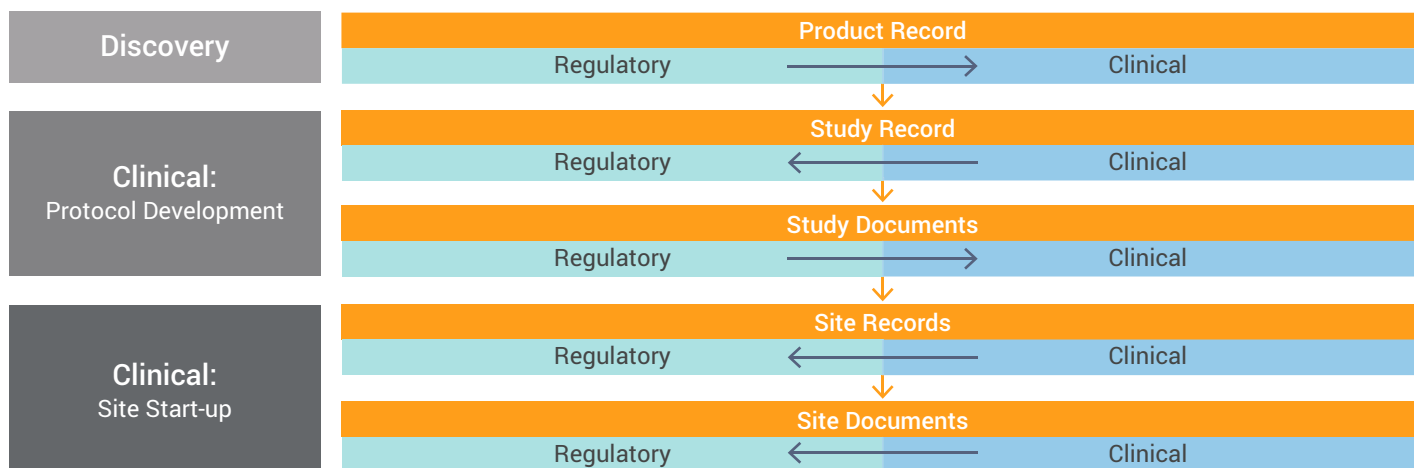 Discovery
Product Record
Regulatory Clinical
Clinical:
Protocol Development
Study Record
Regulatory Clinical
Study Documents
Regulatory Clinical
Clinical:
Site Start-up
Site Records
Regulatory Clinical
Site Documents
Regulatory Clinical